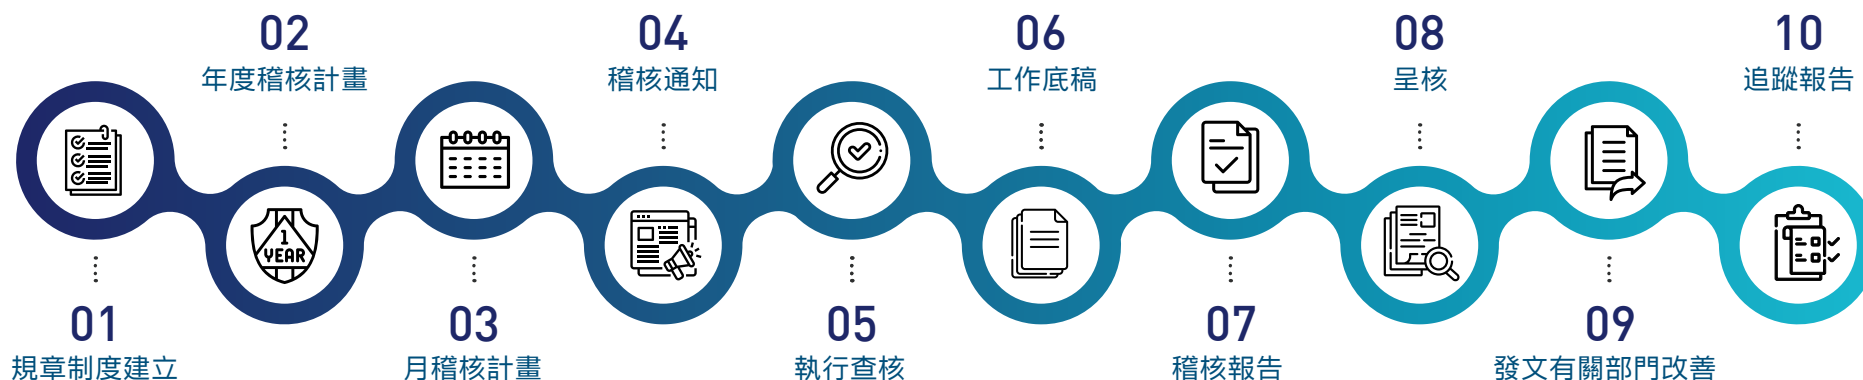 01
規章制度建立
02
年度稽核計畫
1
YEAR
03
月稽核計畫
04
稽核通知
05
執行查核
06
工作底稿
07
稽核報告
08
呈核
09
發文有關部門改善
10
追蹤報告